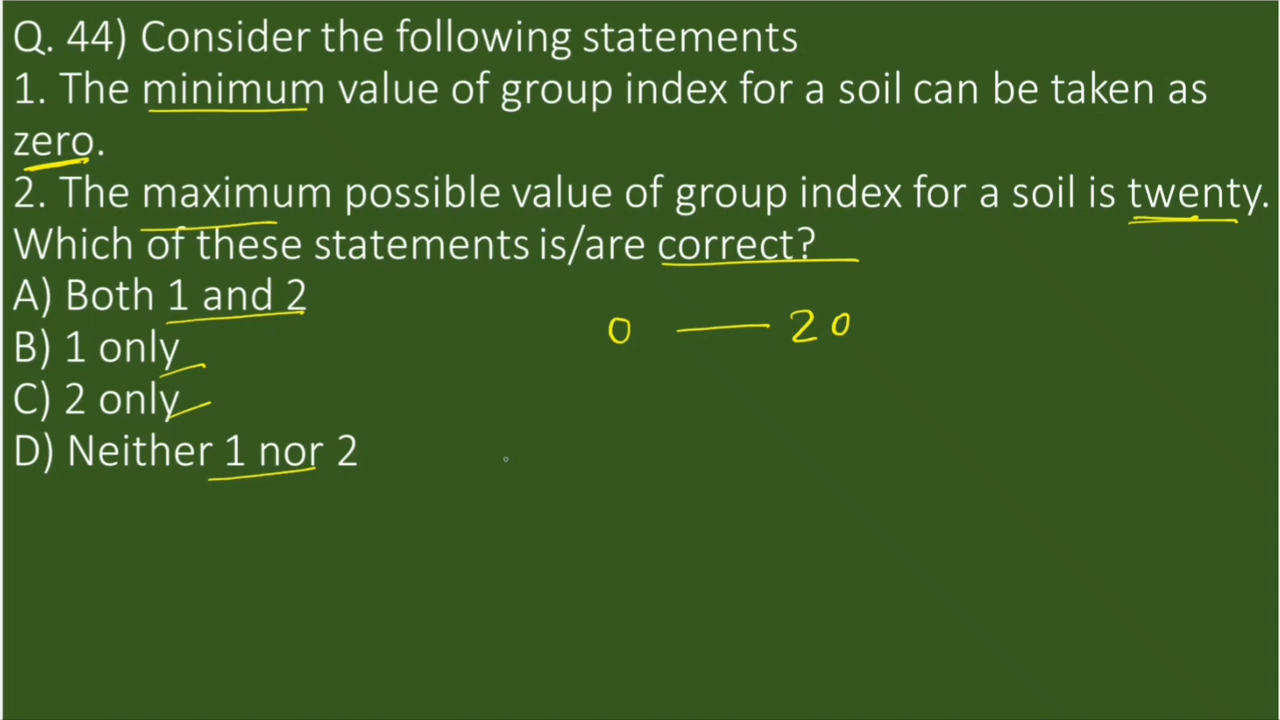 Q. 44) Consider the following statements
1. The minimum value of group index for a soil can be taken as
zero.
2. The maximum possible value of group index for a soil is twenty.
Which of these statements is/are correct?
A) Both 1 and 2
0 — 20
B) 1 only
C) 2 only
D) Neither 1 nor 2